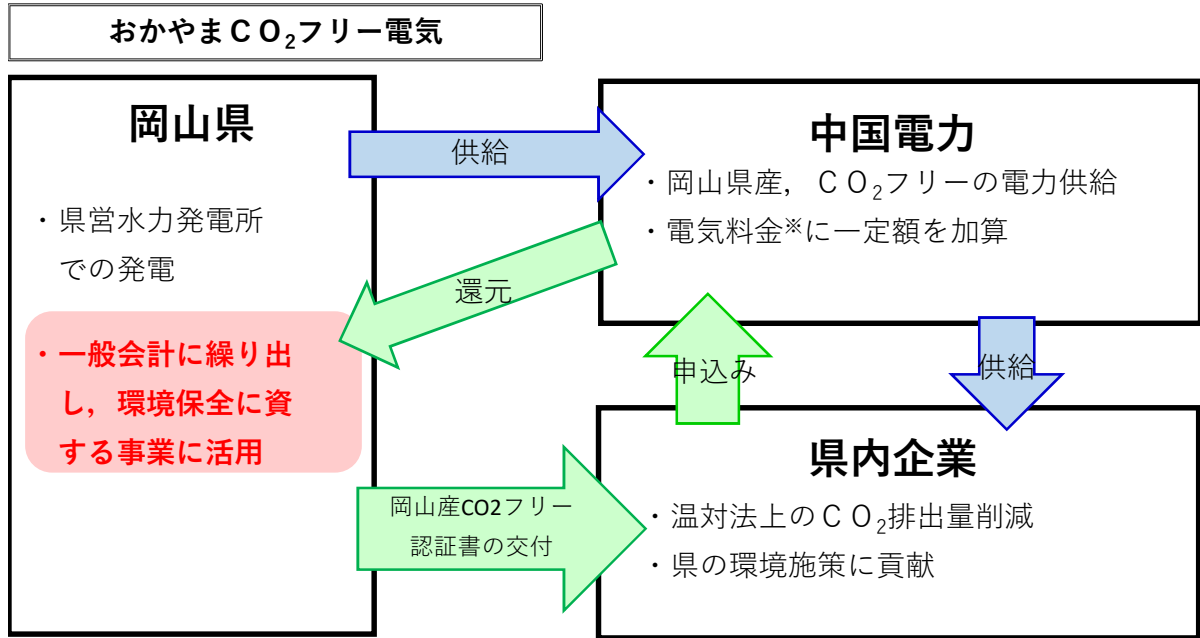 おかやまＣＯ₂フリー電気
岡山県
・県営水力発電所
での発電
・一般会計に繰り出
し，環境保全に資
する事業に活用
供給
還元
中国電力
・岡山県産，ＣＯ₂フリーの電力供給
・電気料金※に一定額を加算
申込み
供給
岡山産CO2フリー
認証書の交付
県内企業
・温対法上のＣＯ₂排出量削減
・県の環境施策に貢献